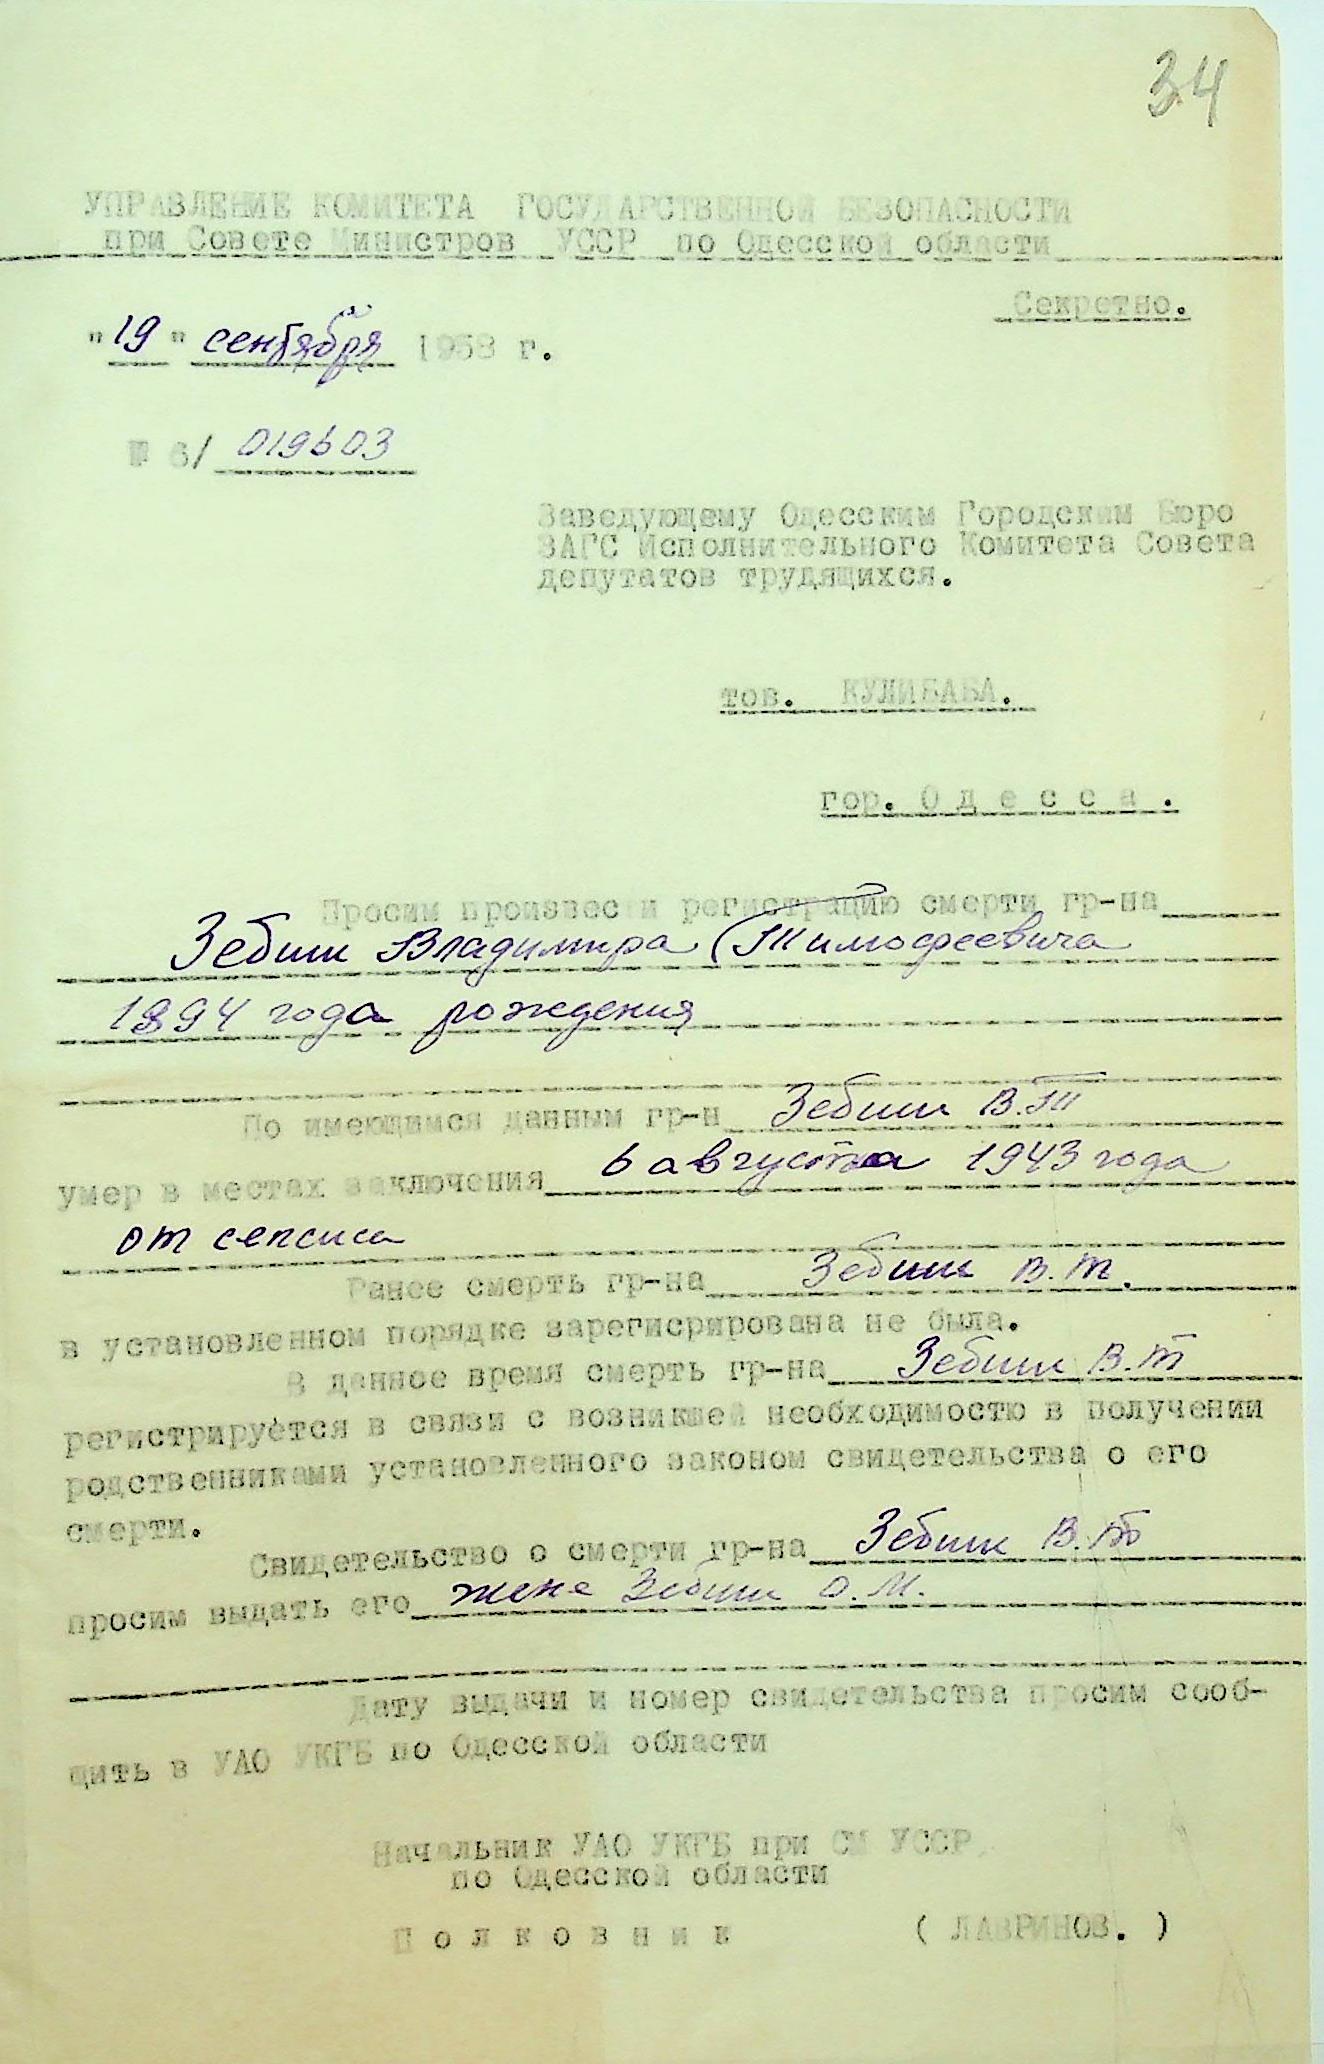 34
УПРАВЛЕНИЕ КОМИТЕТА ГОСУДАРСТВЕННОЙ БЕЗОПАСНОСТИ
при Совете Министров УССР по Одесской области
Секретно.
"19" сентября 1958 г.
№ 6/ 019603
Заведующему Одесским Городским Бюро
ЗАГС Исполнительного Комитета Совета
депутатов трудящихся.
тов. КУЛИБАБА.
гор. О д е с с а .
Просим произвести регистрацию смерти гр-на
Зебиш Владимира Тимофеевича
1894 года рождения
По имеющимся данным гр-н Зебиш В.Т
умер в местах заключения 6 августа 1943 года
от сепсиса
Ранее смерть гр-на Зебиш В.Т.
в установленном порядке зарегисрирована не была.
В данное время смерть гр-на Зебиш В.Т
регистрируется в связи с возникшей необходимостю в получении
родственниками установленного законом свидетельства о его
смерти.
Свидетельство о смерти гр-на Зебиш В.Т
просим выдать его жене Зебиш О.М.
Дату выдачи и номер свидетельства просим сооб-
щить в УАО УКГБ по Одесской области
Начальник УАО УКГБ при СМ УССР
по Одесской области
П о л к о в н и к ( ЛАВРИНОВ. )